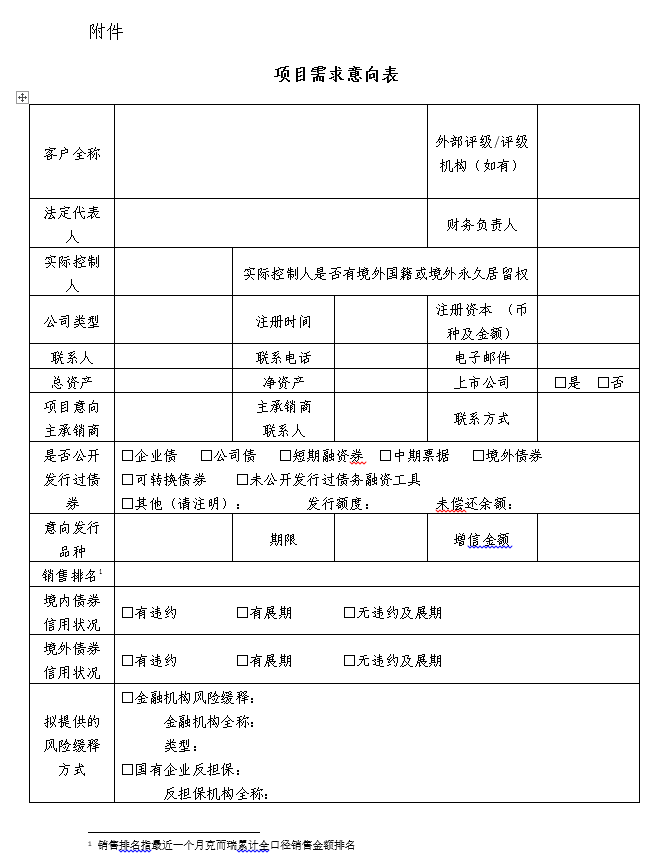 附件
项目需求意向表
客户全称
外部评级/评级
机构（如有）
法定代表
人
财务负责人
实际控制
人
实际控制人是否有境外国籍或境外永久居留权
公司类型
注册时间
注册资本 （币
种及金额）
联系人
联系电话
电子邮件
总资产
净资产
上市公司
□是 □否
项目意向
主承销商
主承销商
联系人
联系方式
是否公开
发行过债
券
□企业债 □公司债 □短期融资券 □中期票据 □境外债券
□可转换债券 □未公开发行过债务融资工具
□其他（请注明）： 发行额度： 未偿还余额：
意向发行
品种
期限
增信金额
销售排名1
境内债券
信用状况
□有违约 □有展期 □无违约及展期
境外债券
信用状况
□有违约 □有展期 □无违约及展期
拟提供的
风险缓释
方式
□金融机构风险缓释：
金融机构全称：
类型：
□国有企业反担保：
反担保机构全称：
1 销售排名指最近一个月克而瑞累计全口径销售金额排名